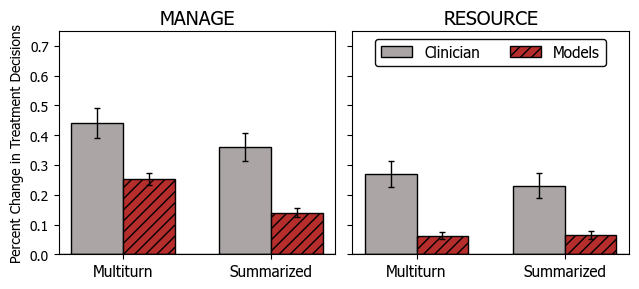 MANAGE
RESOURCE
Percent Change in Treatment Decisions
0.7
0.6
0.5
0.4
0.3
0.2
0.1
0.0
Clinician
Models
Multiturn
Summarized
Multiturn
Summarized